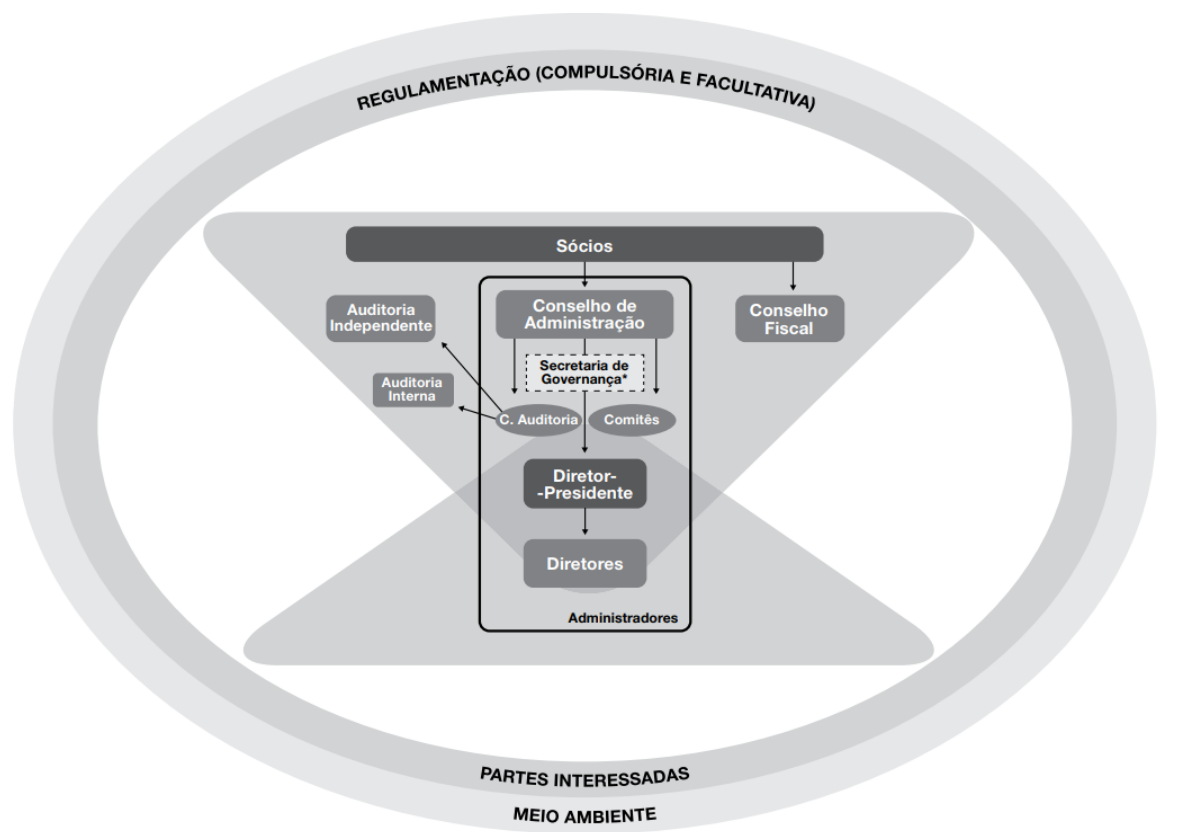 REGULAMENTAÇÃO (COMPULSÓRIA E FACULTATIVA)
Sócios
Conselho de
Administração
Auditoria
Independente
Conselho
Fiscal
Secretaria de
Governança*
Auditoria
Interna
C. Auditoria
Comitês
Diretor-
-Presidente
Diretores
Administradores
PARTES INTERESSADAS
MEIO AMBIENTE